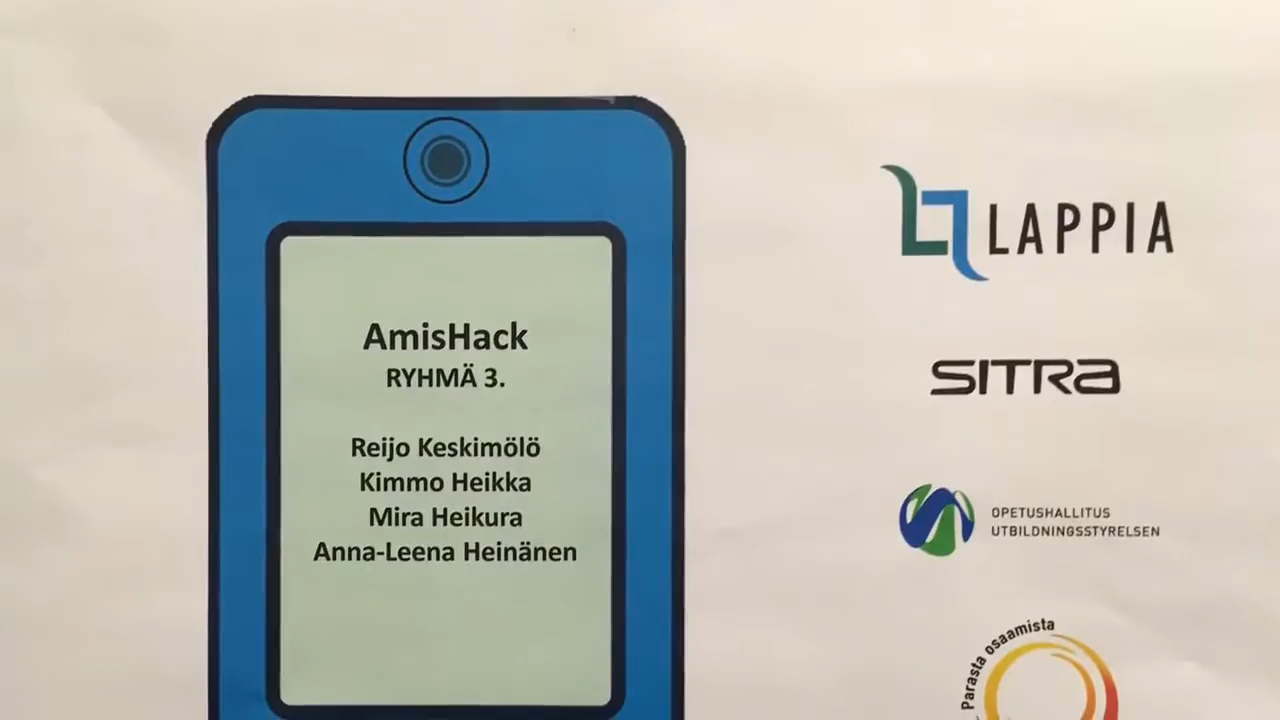 AmisHack
RYHMÄ 3.
Reijo Keskimölö
Kimmo Heikka
Mira Heikura
Anna-Leena Heinänen
LAPPIA
SITRA
OPETUSHALLITUS
UTBILDNINGSSTYRELSEN
Parasta osaamista